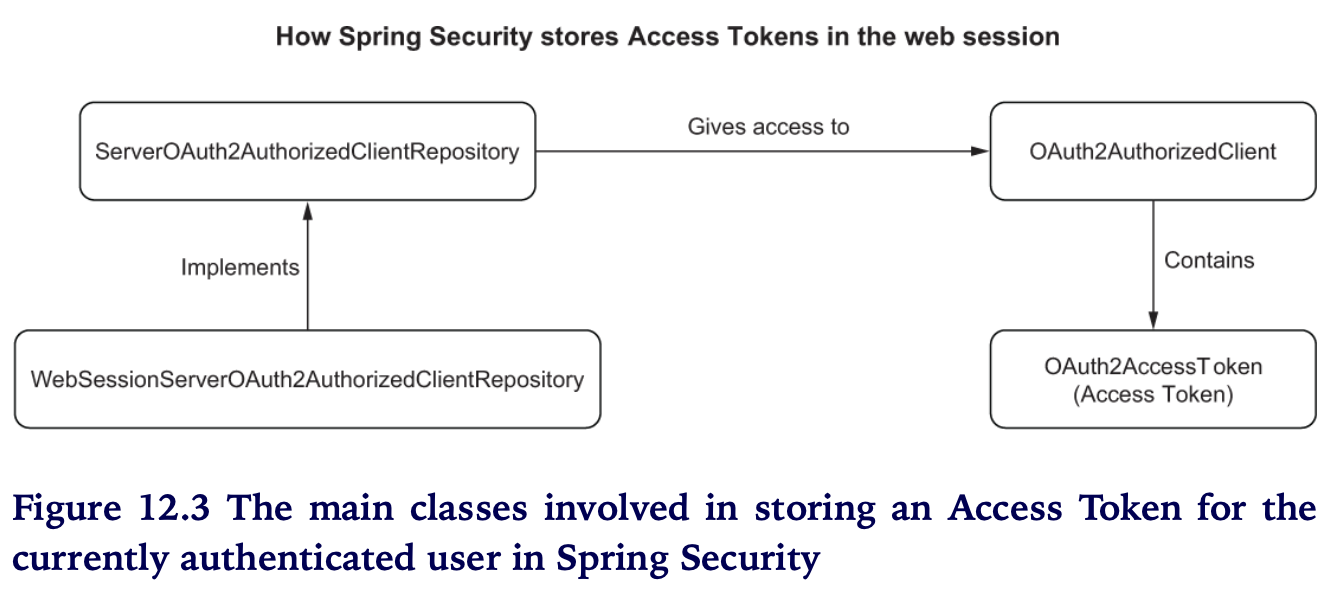 How Spring Security stores Access Tokens in the web session
Gives access to
ServerOAuth2AuthorizedClientRepository
OAuth2AuthorizedClient
Implements
Contains
WebSessionServerOAuth2AuthorizedClientRepository
OAuth2AccessToken
(Access Token)
Figure 12.3 The main classes involved in storing an Access Token for the
currently authenticated user in Spring Security